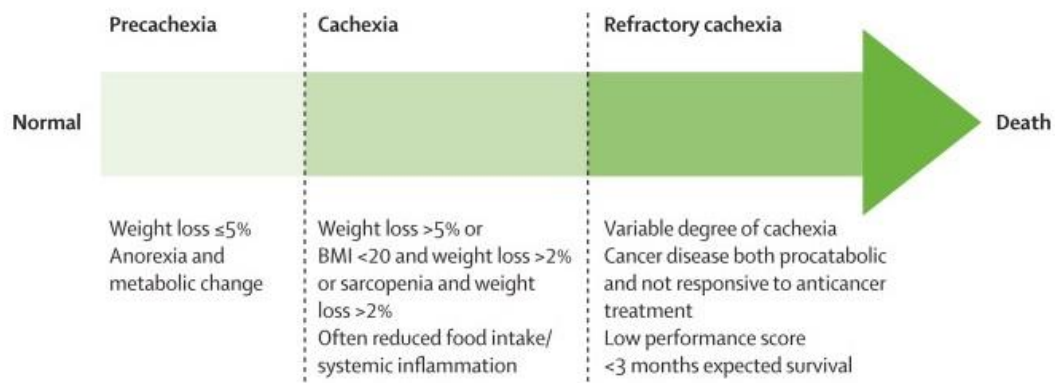 Precachexia
Cachexia
Refractory cachexia
Normal
Death
Weight loss ≤5%
Anorexia and
metabolic change
Weight loss >5% or
BMI <20 and weight loss >2%
or sarcopenia and weight
loss >2%
Often reduced food intake/
systemic inflammation
Variable degree of cachexia
Cancer disease both procatabolic
and not responsive to anticancer
treatment
Low performance score
<3 months expected survival